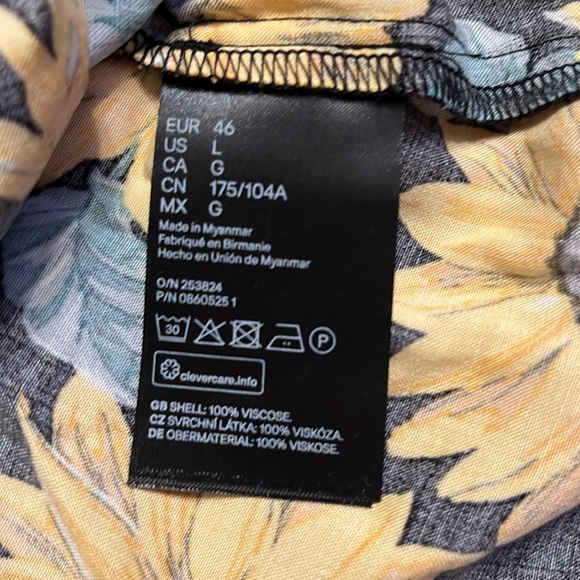 EUR 46
US L
CA G
CN 175/104A
MX G
Made in Myanmar
Fabriqué en Birmanie
Hecho en Unión de Myanmar
O/N 253824
P/N 08605251
30
P
clevercare.info
GB SHELL: 100% VISCOSE.
CZ SVRCHNÍ LÁTKA: 100% VISKÓZA.
DE OBERMATERIAL: 100% VISKOSE.